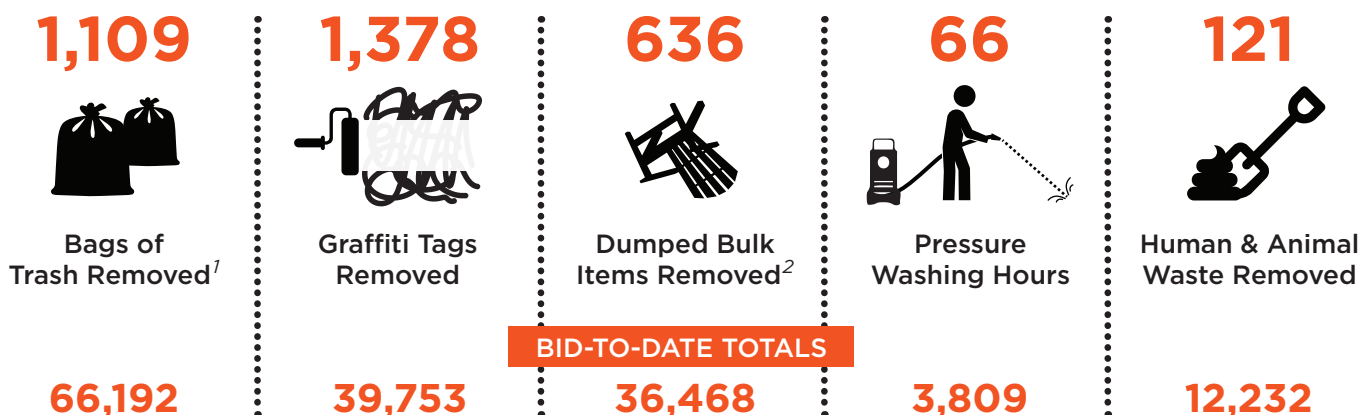 1,109
Bags of
Trash Removed1
1,378
Graffiti Tags
Removed
636
Dumped Bulk
Items Removed2
66
Pressure
Washing Hours
121
Human & Animal
Waste Removed
BID-TO-DATE TOTALS
66,192
39,753
36,468
3,809
12,232